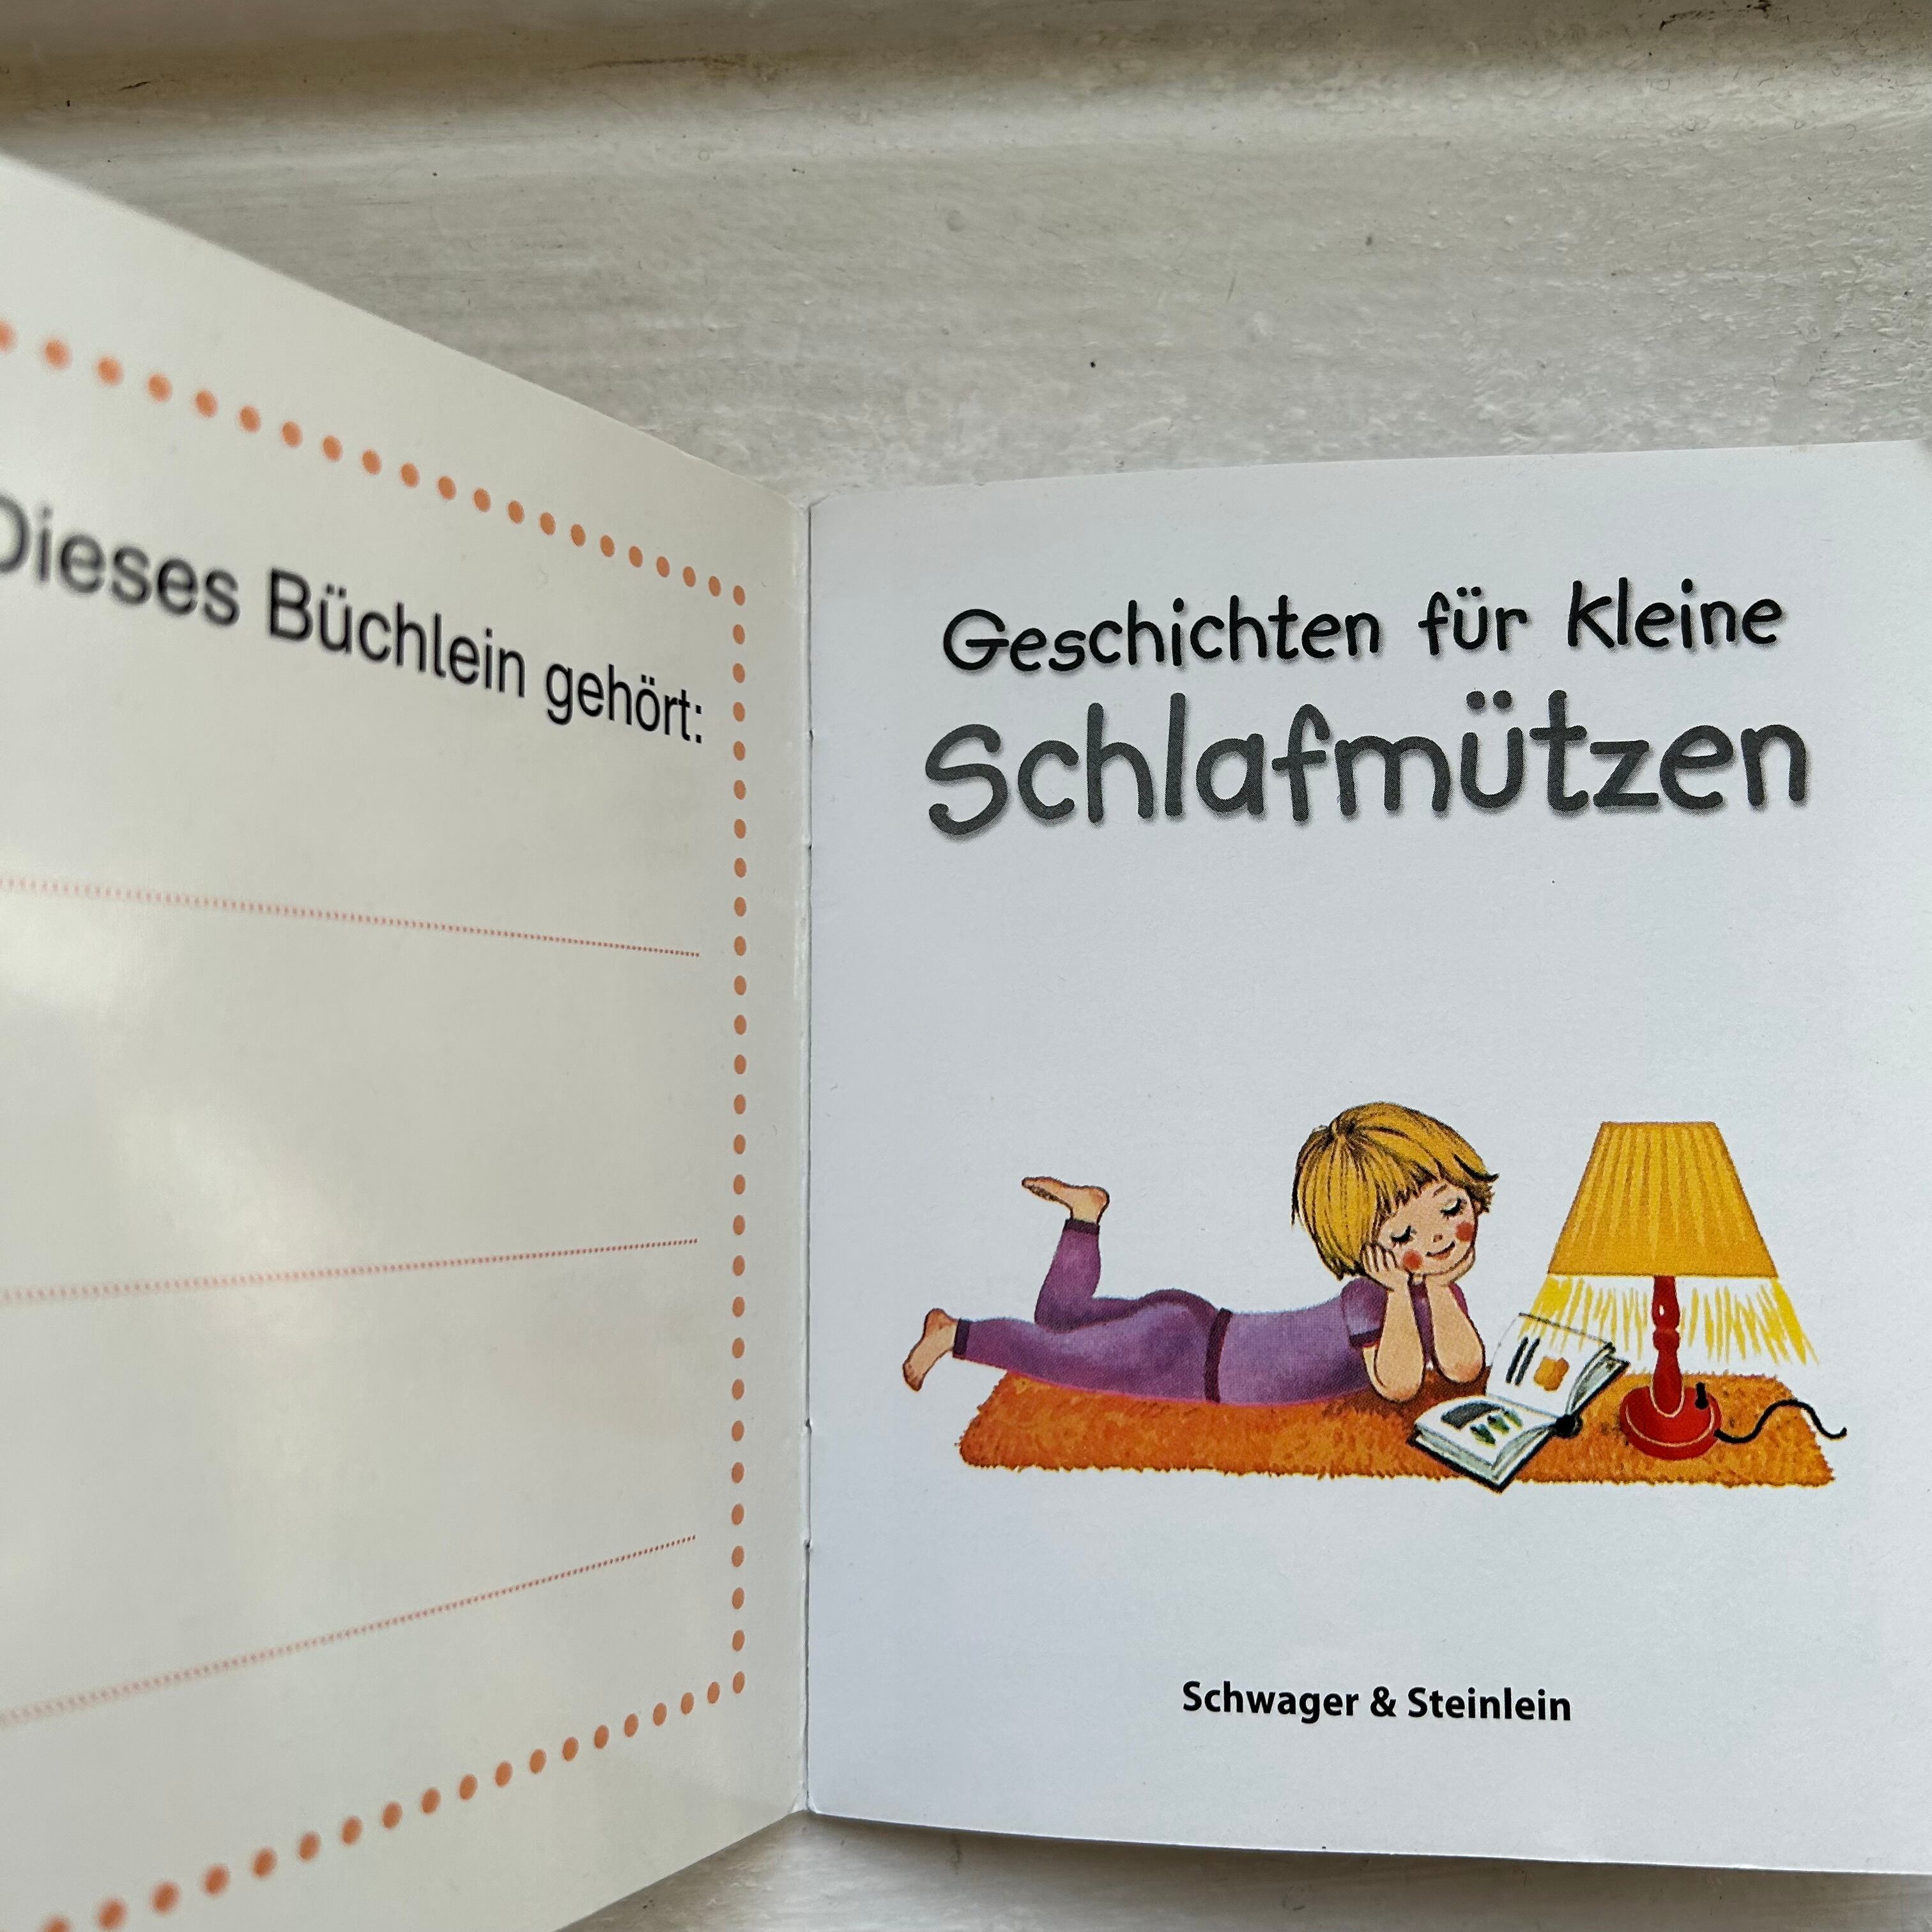 Dieses Büchlein gehört:
Geschichten für kleine
Schlafmützen
Schwager & Steinlein